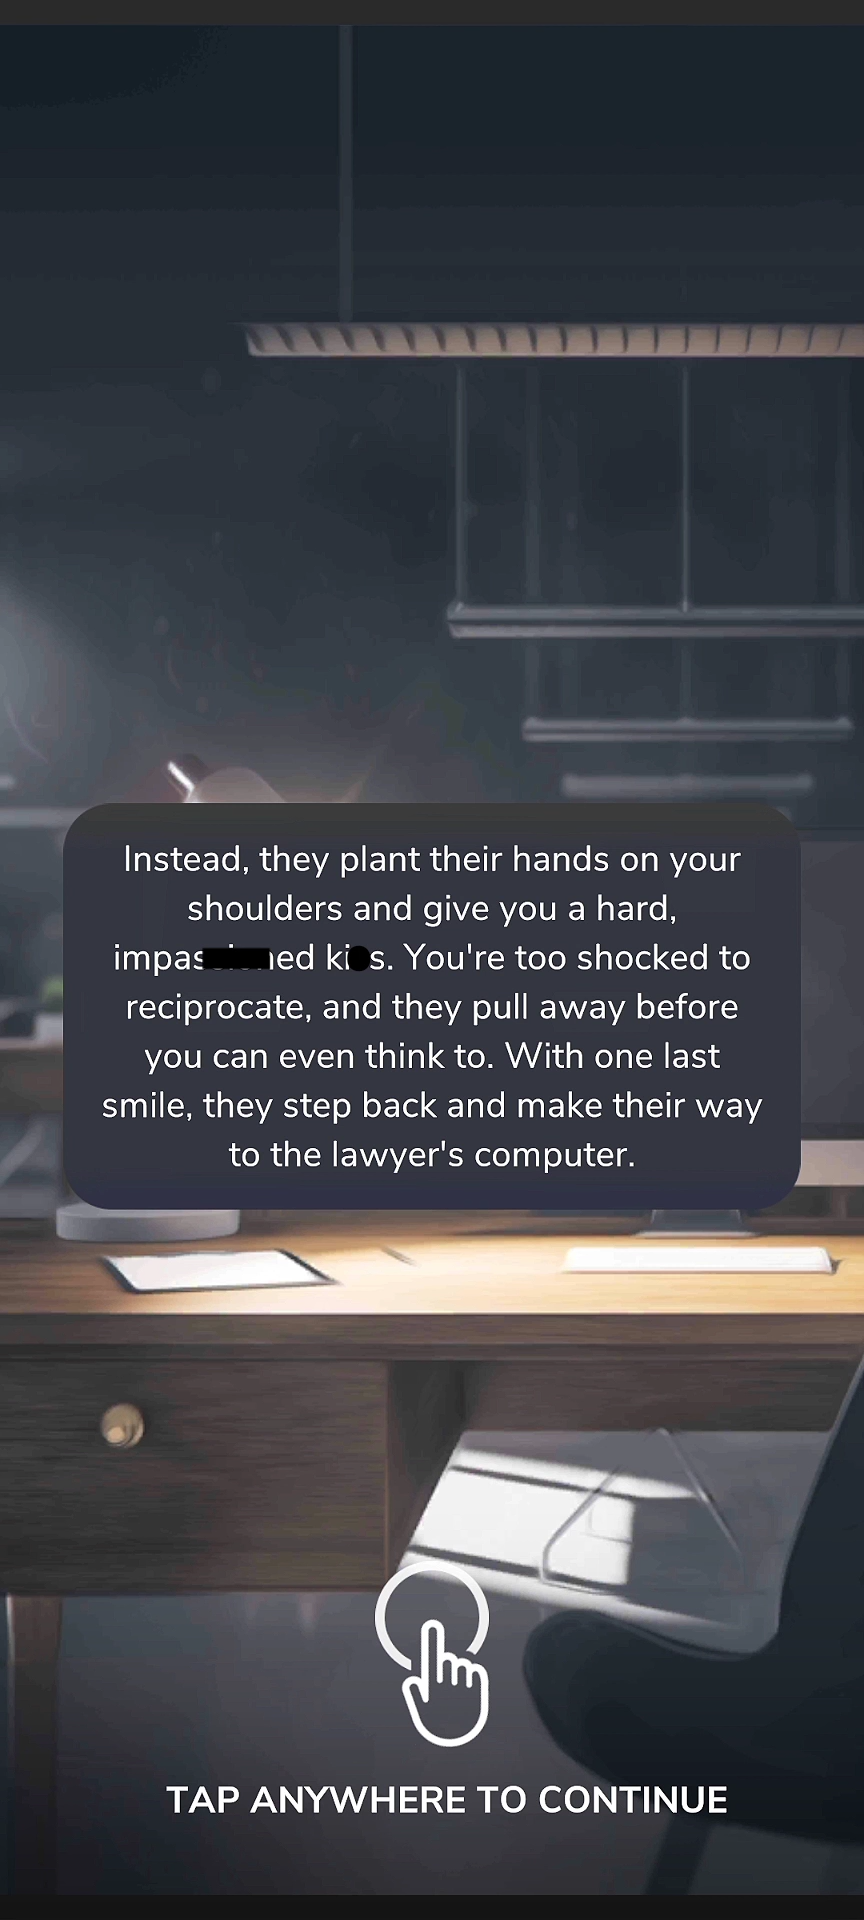 Instead, they plant their hands on your
shoulders and give you a hard,
You're too shocked to
reciprocate, and they pull away before
you can even think to. With one last
smile, they step back and make their way
to the lawyer's computer.
TAP ANYWHERE TO CONTINUE